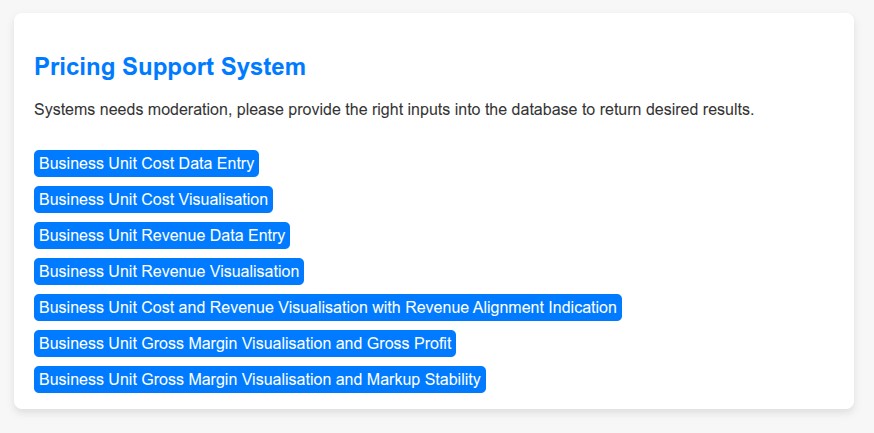 Pricing Support System
Systems needs moderation, please provide the right inputs into the database to return desired results.
Business Unit Cost Data Entry
Business Unit Cost Visualisation
Business Unit Revenue Data Entry
Business Unit Revenue Visualisation
Business Unit Cost and Revenue Visualisation with Revenue Alignment Indication
Business Unit Gross Margin Visualisation and Gross Profit
Business Unit Gross Margin Visualisation and Markup Stability